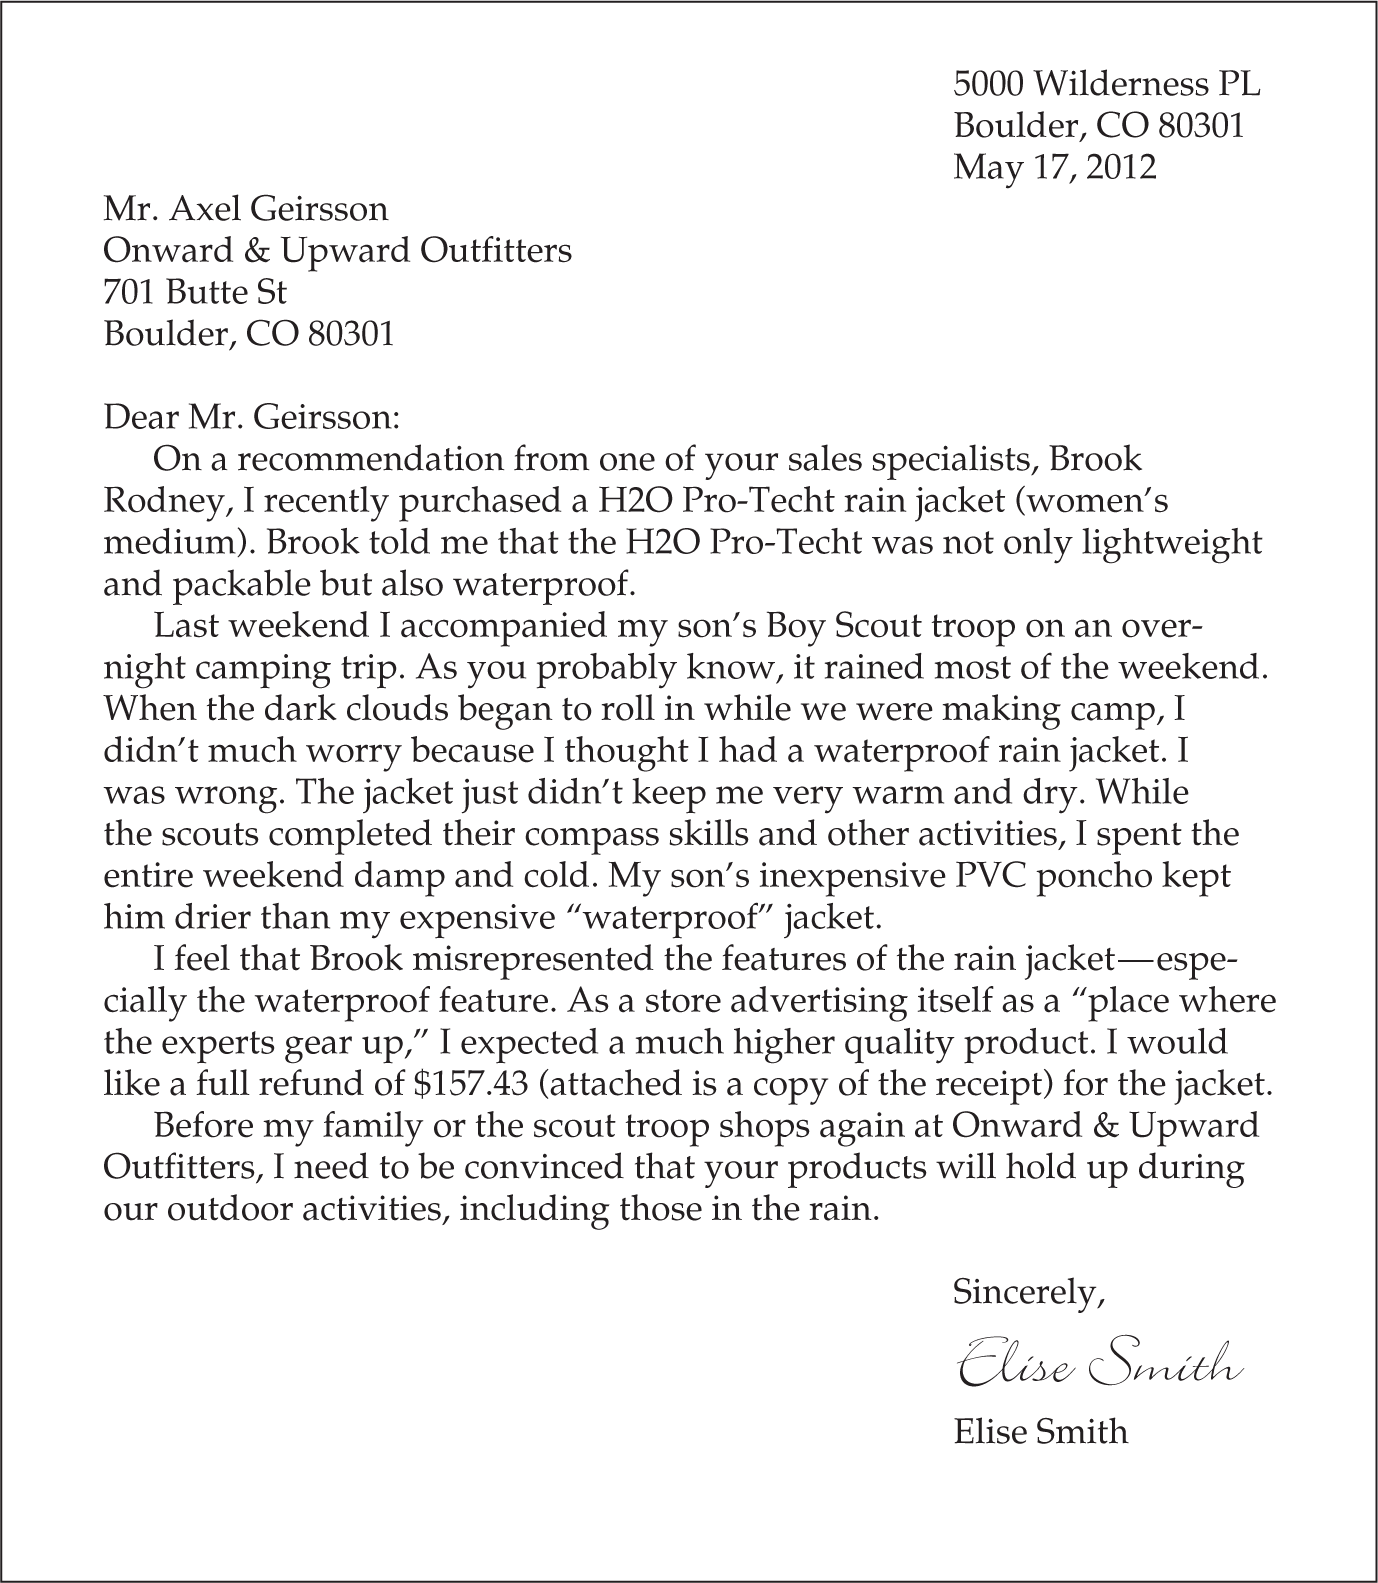 5000 Wilderness PL
Boulder, CO 80301
May 17, 2012
Mr. Axel Geirsson
Onward & Upward Outfitters
701 Butte St
Boulder, CO 80301
Dear Mr. Geirsson:
On a recommendation from one of your sales specialists, Brook
Rodney, I recently purchased a H2O Pro-Techt rain jacket (women’s
medium). Brook told me that the H2O Pro-Techt was not only lightweight
and packable but also waterproof.
Last weekend I accompanied my son’s Boy Scout troop on an over-
night camping trip. As you probably know, it rained most of the weekend.
When the dark clouds began to roll in while we were making camp, I
didn’t much worry because I thought I had a waterproof rain jacket. I
was wrong. The jacket just didn’t keep me very warm and dry. While
the scouts completed their compass skills and other activities, I spent the
entire weekend damp and cold. My son’s inexpensive PVC poncho kept
him drier than my expensive “waterproof” jacket.
I feel that Brook misrepresented the features of the rain jacket—espe-
cially the waterproof feature. As a store advertising itself as a “place where
the experts gear up,” I expected a much higher quality product. I would
like a full refund of $157.43 (attached is a copy of the receipt) for the jacket.
Before my family or the scout troop shops again at Onward & Upward
Outfitters, I need to be convinced that your products will hold up during
our outdoor activities, including those in the rain.
Sincerely,
Elise Smith
Elise Smith